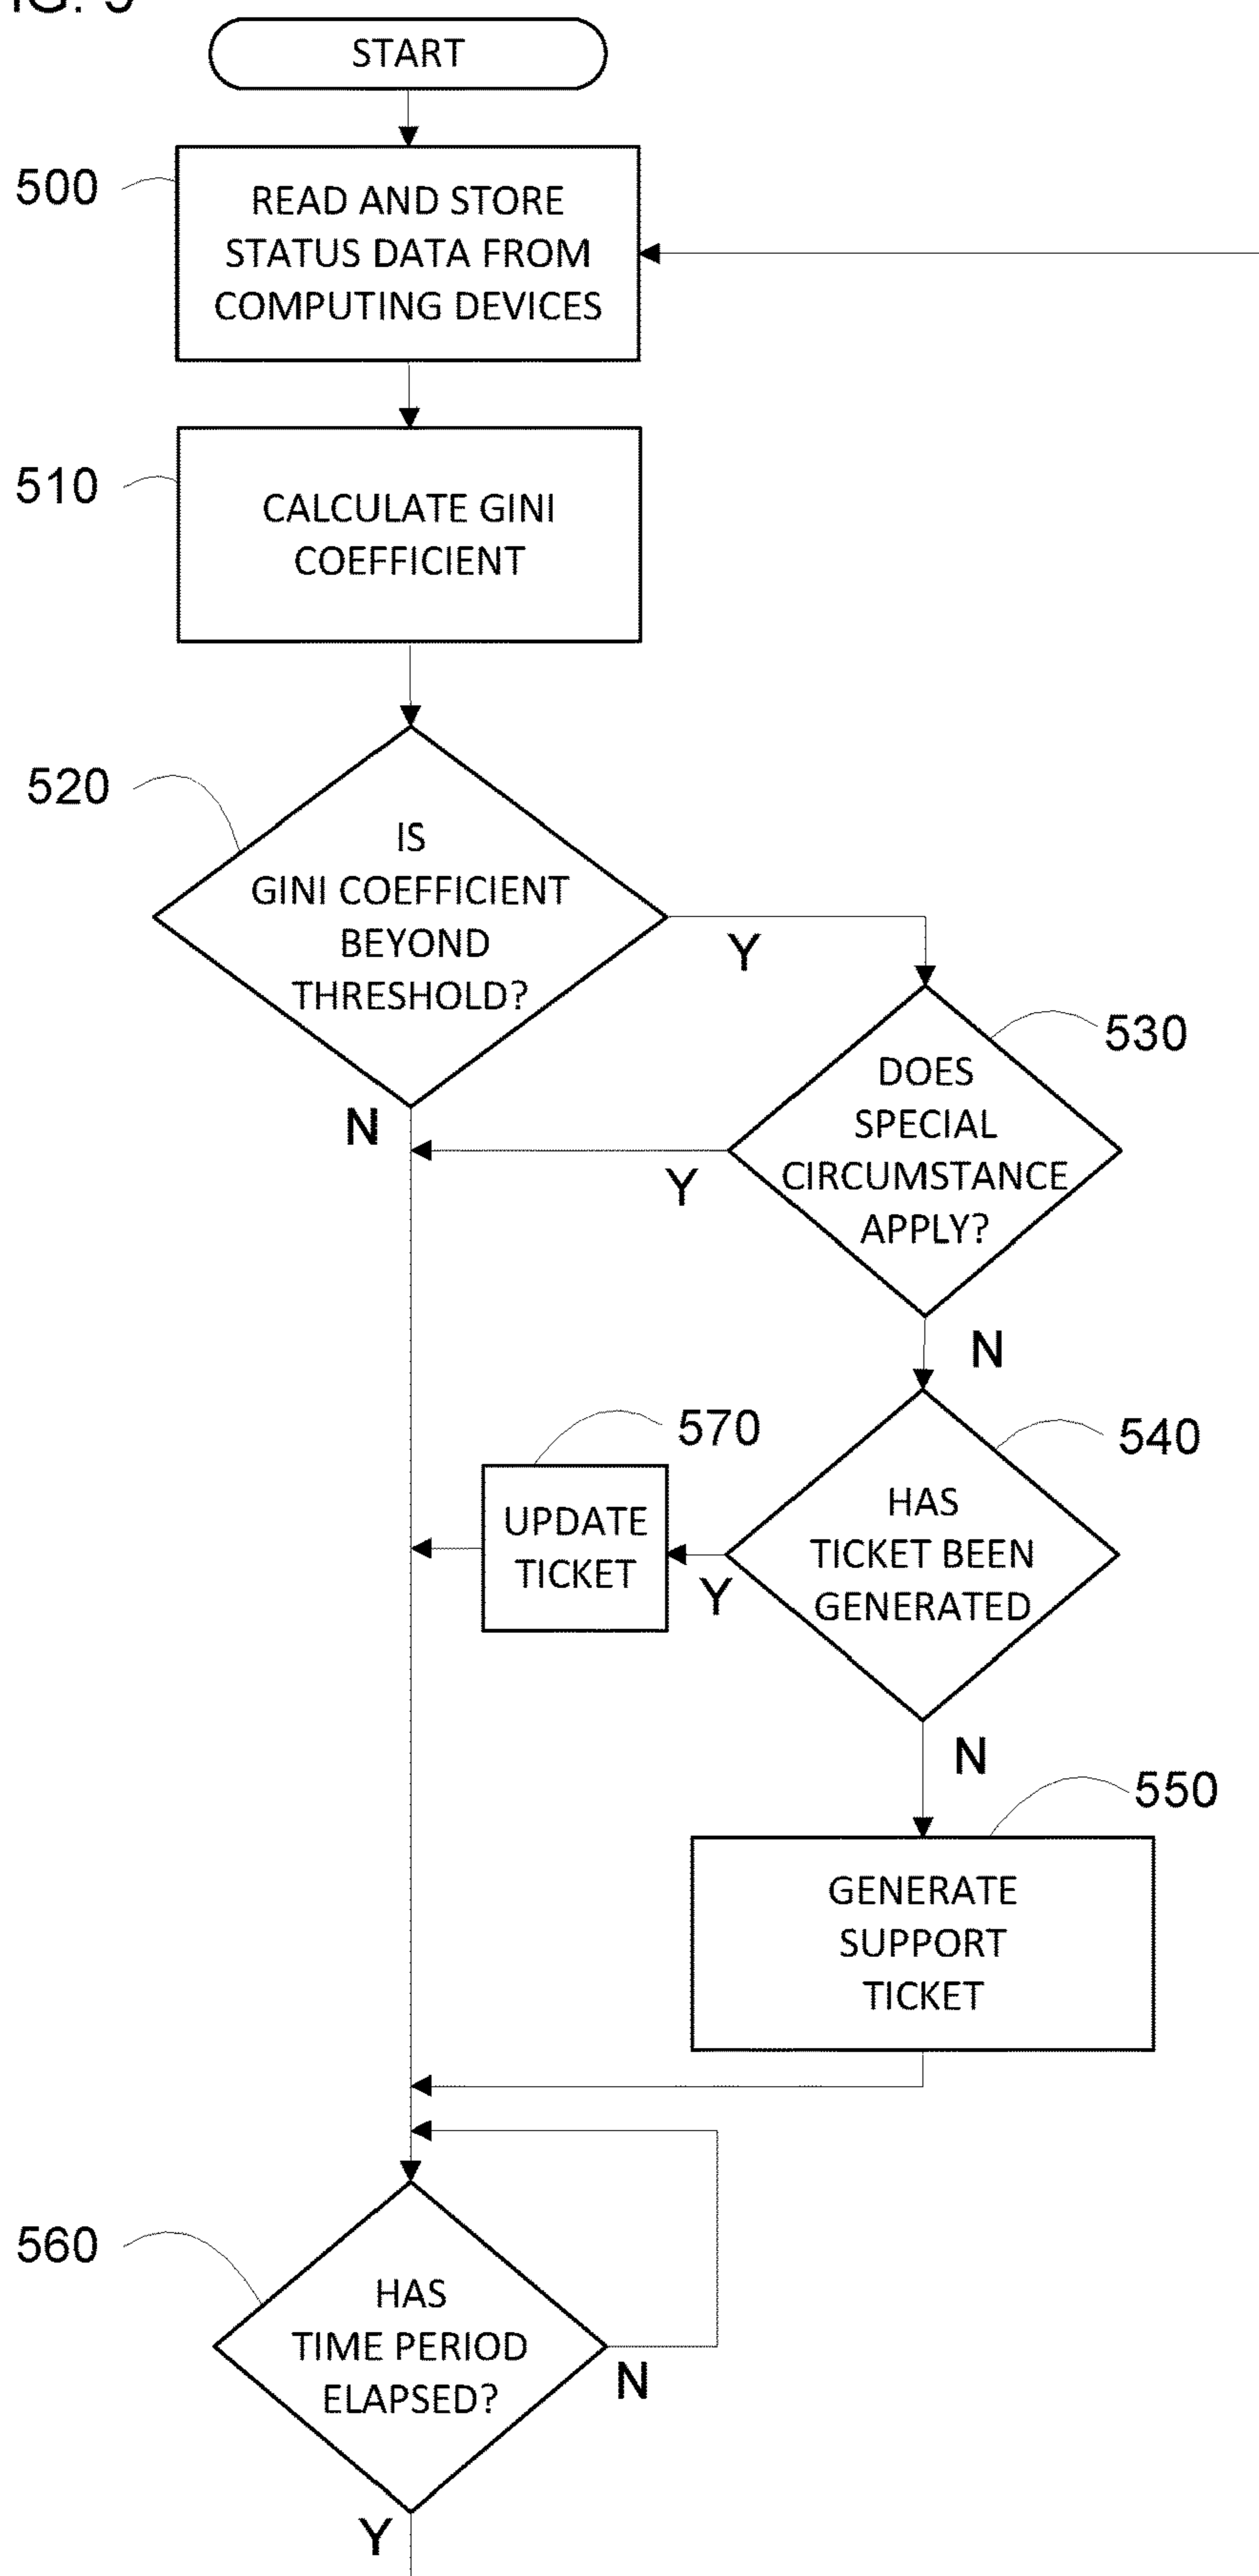 START
500
READ AND STORE
STATUS DATA FROM
COMPUTING DEVICES
510
CALCULATE GINI
COEFFICIENT
520
IS
GINI COEFFICIENT
BEYOND
THRESHOLD?
Y
N
530
DOES
SPECIAL
CIRCUMSTANCE
APPLY?
Y
N
540
HAS
TICKET BEEN
GENERATED
Y
N
570
UPDATE
TICKET
550
GENERATE
SUPPORT
TICKET
560
HAS
TIME PERIOD
ELAPSED?
N
Y